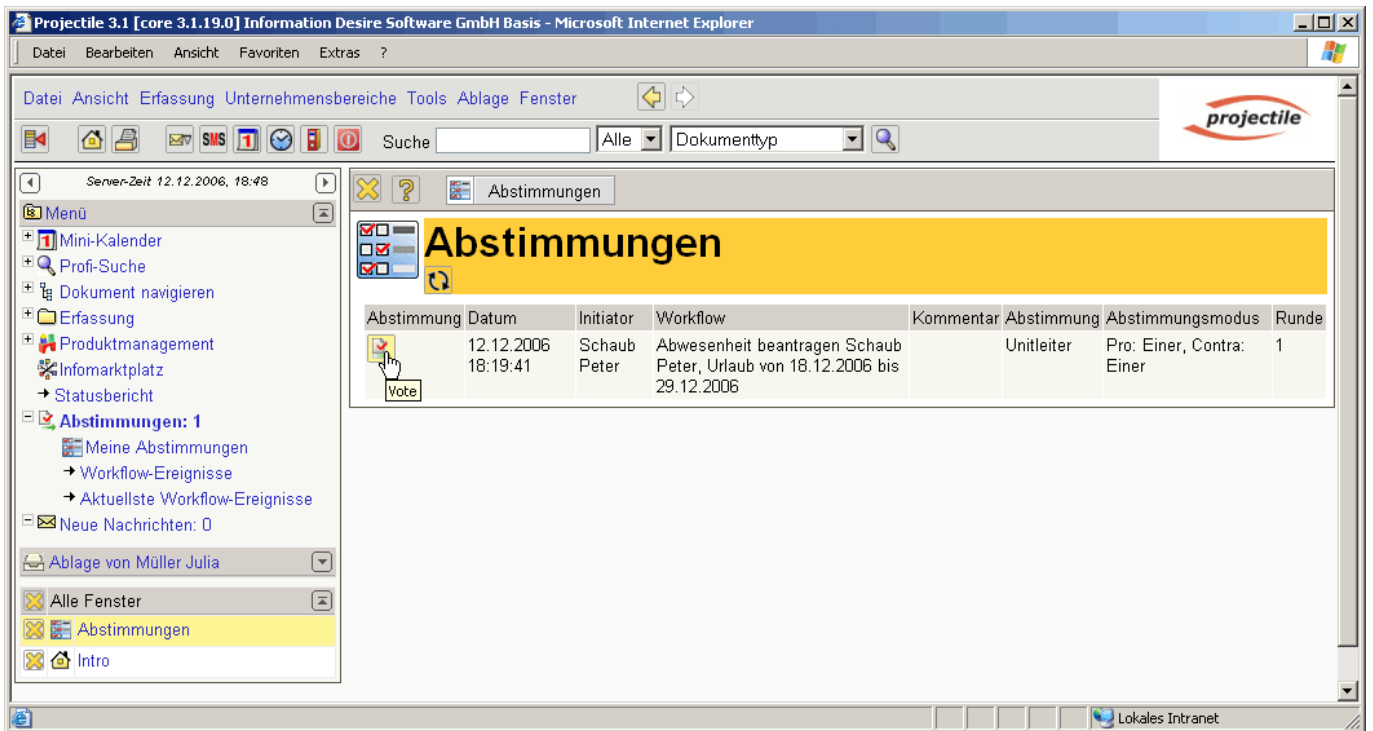 Projectile 3.1 [core 3.1.19.0] Information Desire Software GmbH Basis - Microsoft Internet Explorer
Datei Bearbeiten Ansicht Favoriten Extras ?
Datei Ansicht Erfassung Unternehmensbereiche Tools Ablage Fenster
projectile
SMS 1 Suche Alle Dokumenttyp
Server-Zeit 12.12.2006, 18:48
Menü
1 Mini-Kalender
Profi-Suche
Dokument navigieren
Erfassung
Produktmanagement
Infomarktplatz
Statusbericht
Abstimmungen: 1
Meine Abstimmungen
Workflow-Ereignisse
Aktuellste Workflow-Ereignisse
Neue Nachrichten: 0
Ablage von Müller Julia
Alle Fenster
Abstimmungen
Intro
? Abstimmungen
Abstimmungen
Abstimmung Datum Initiator Workflow Kommentar Abstimmung Abstimmungsmodus Runde
12.12.2006 Schaub Abwesenheit beantragen Schaub Unitleiter Pro: Einer, Contra: 1
18:19:41 Peter Peter, Urlaub von 18.12.2006 bis Einer
29.12.2006
Vote
Lokales Intranet